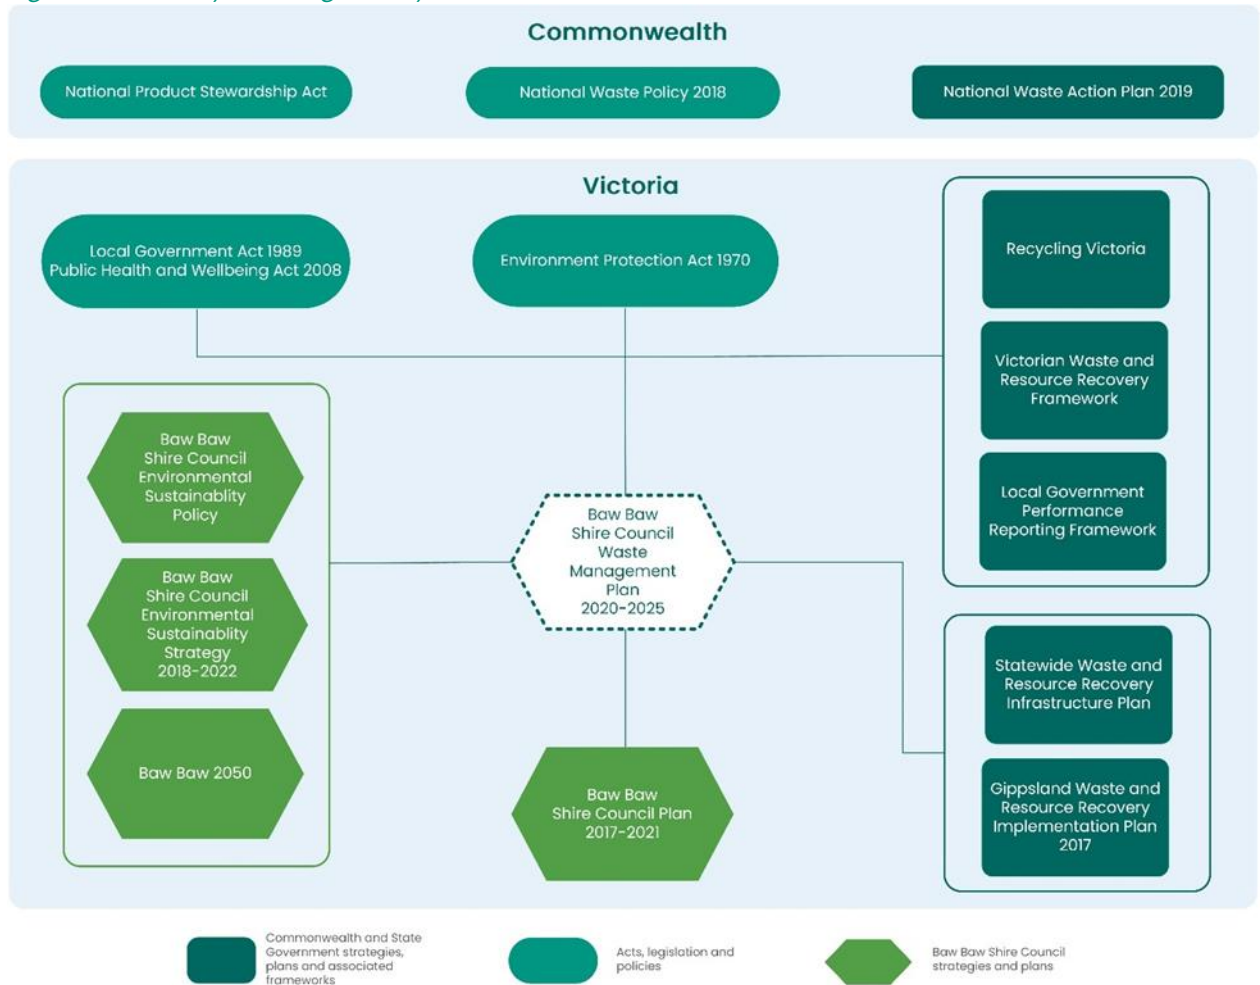 Commonwealth
National Product Stewardship Act
National Waste Policy 2018
National Waste Action Plan 2019
Victoria
Local Government Act 1989
Public Health and Wellbeing Act 2008
Environment Protection Act 1970
Recycling Victoria
Victorian Waste and
Resource Recovery
Framework
Local Government
Performance
Reporting Framework
Baw Baw
Shire Council
Environmental
Sustainablity
Policy
Baw Baw
Shire Council
Environmental
Sustainablity
Strategy
2018-2022
Baw Baw 2050
Baw Baw
Shire Council
Waste
Management
Plan
2020-2025
Baw Baw
Shire Council Plan
2017-2021
Statewide Waste and
Resource Recovery
Infrastructure Plan
Gippsland Waste and
Resource Recovery
Implementation Plan
2017
Commonwealth and State
Government strategies,
plans and associated
frameworks
Acts, legislation and
policies
Baw Baw Shire Council
strategies and plans